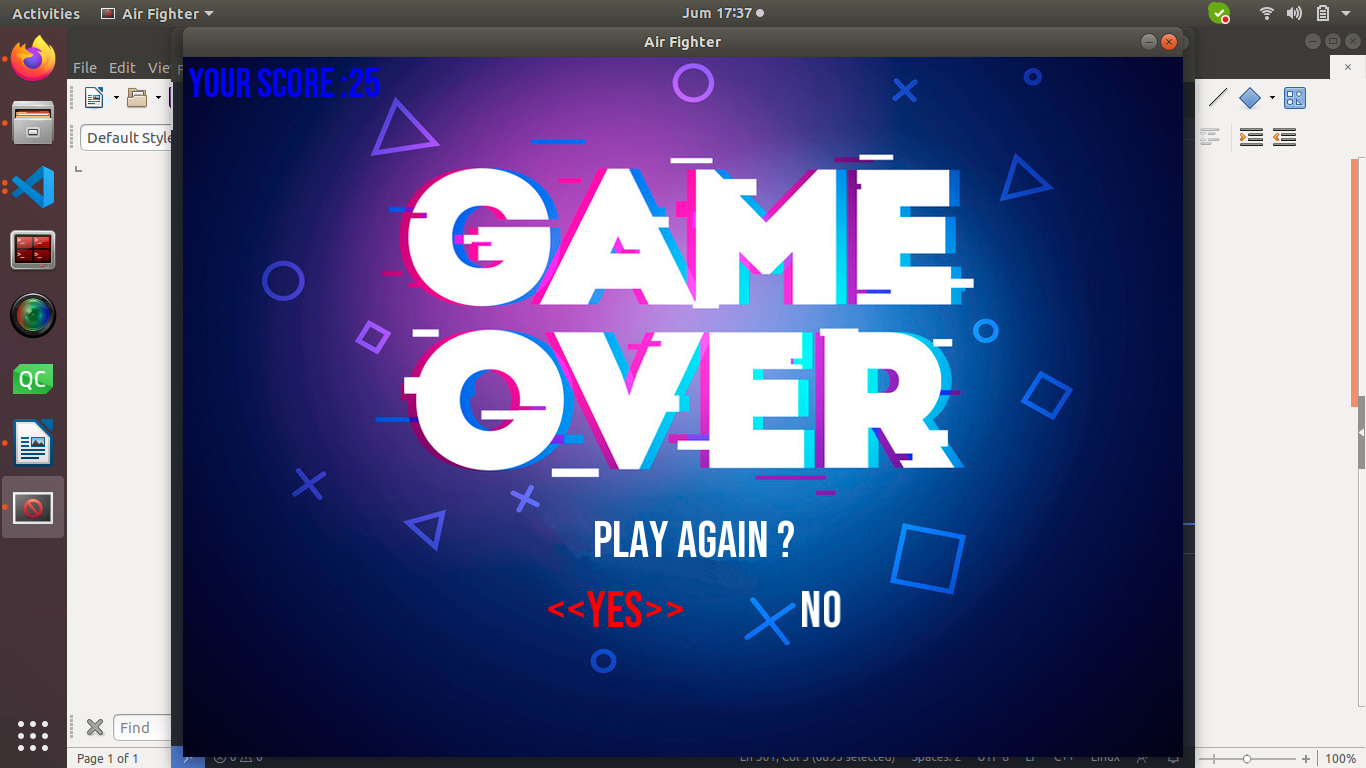 Activities
Air Fighter
Jum 17:37
Air Fighter
File Edit
YOUR SCORE :25
Default Style
GAME
OVER
PLAY AGAIN ?
<<YES>>
NO
QC
Find
Page 1 of 1
100%